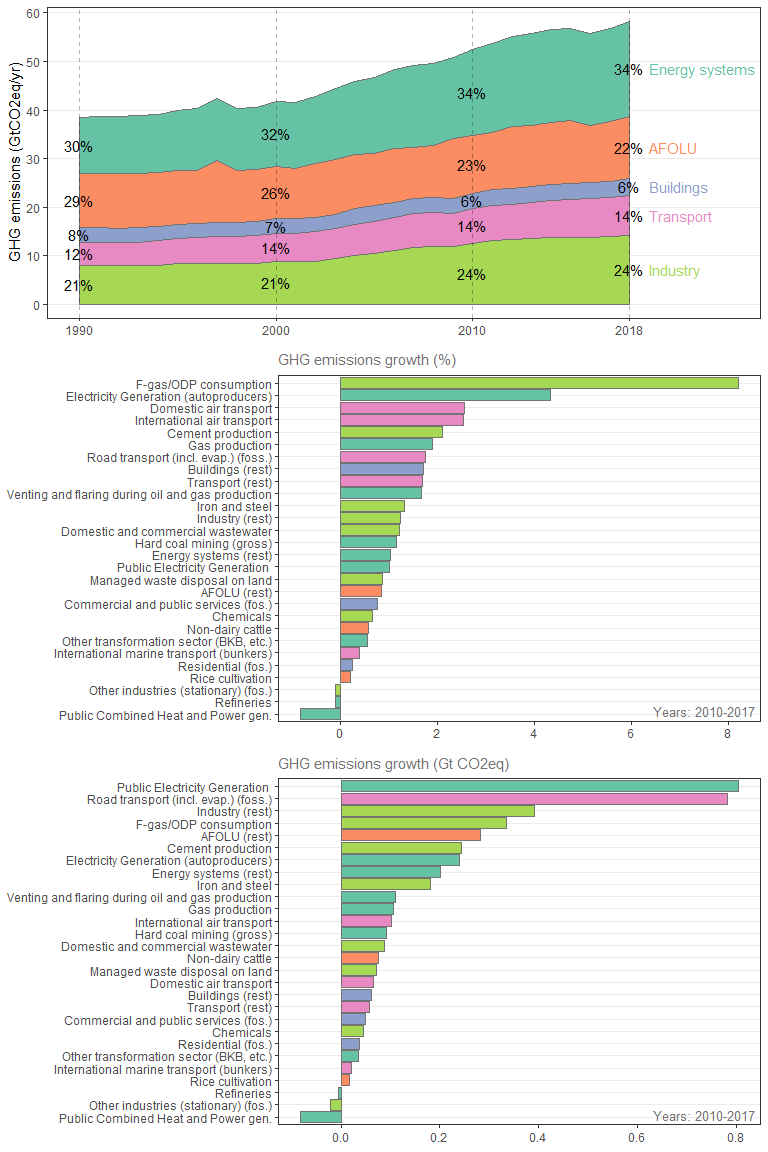 GHG emissions (GtCO2eq/yr)
60
50
40
30
20
10
0
30%
32%
34%
34% Energy systems
29%
26%
23%
22% AFOLU
8%
7%
6%
6% Buildings
12%
14%
14%
14% Transport
21%
21%
24%
24% Industry
1990
2000
2010
2018
GHG emissions growth (%)
F-gas/ODP consumption
Electricity Generation (autoproducers)
Domestic air transport
International air transport
Cement production
Gas production
Road transport (incl. evap.) (foss.)
Buildings (rest)
Transport (rest)
Venting and flaring during oil and gas production
Iron and steel
Industry (rest)
Domestic and commercial wastewater
Hard coal mining (gross)
Energy systems (rest)
Public Electricity Generation
Managed waste disposal on land
AFOLU (rest)
Commercial and public services (fos.)
Chemicals
Non-dairy cattle
Other transformation sector (BKB, etc.)
International marine transport (bunkers)
Residential (fos.)
Rice cultivation
Other industries (stationary) (fos.)
Refineries
Public Combined Heat and Power gen.
Years: 2010-2017
0
2
4
6
8
GHG emissions growth (Gt CO2eq)
Public Electricity Generation
Road transport (incl. evap.) (foss.)
Industry (rest)
F-gas/ODP consumption
AFOLU (rest)
Cement production
Electricity Generation (autoproducers)
Energy systems (rest)
Iron and steel
Venting and flaring during oil and gas production
Gas production
International air transport
Hard coal mining (gross)
Domestic and commercial wastewater
Non-dairy cattle
Managed waste disposal on land
Domestic air transport
Buildings (rest)
Transport (rest)
Commercial and public services (fos.)
Chemicals
Residential (fos.)
Other transformation sector (BKB, etc.)
International marine transport (bunkers)
Rice cultivation
Refineries
Other industries (stationary) (fos.)
Public Combined Heat and Power gen.
Years: 2010-2017
0.0
0.2
0.4
0.6
0.8